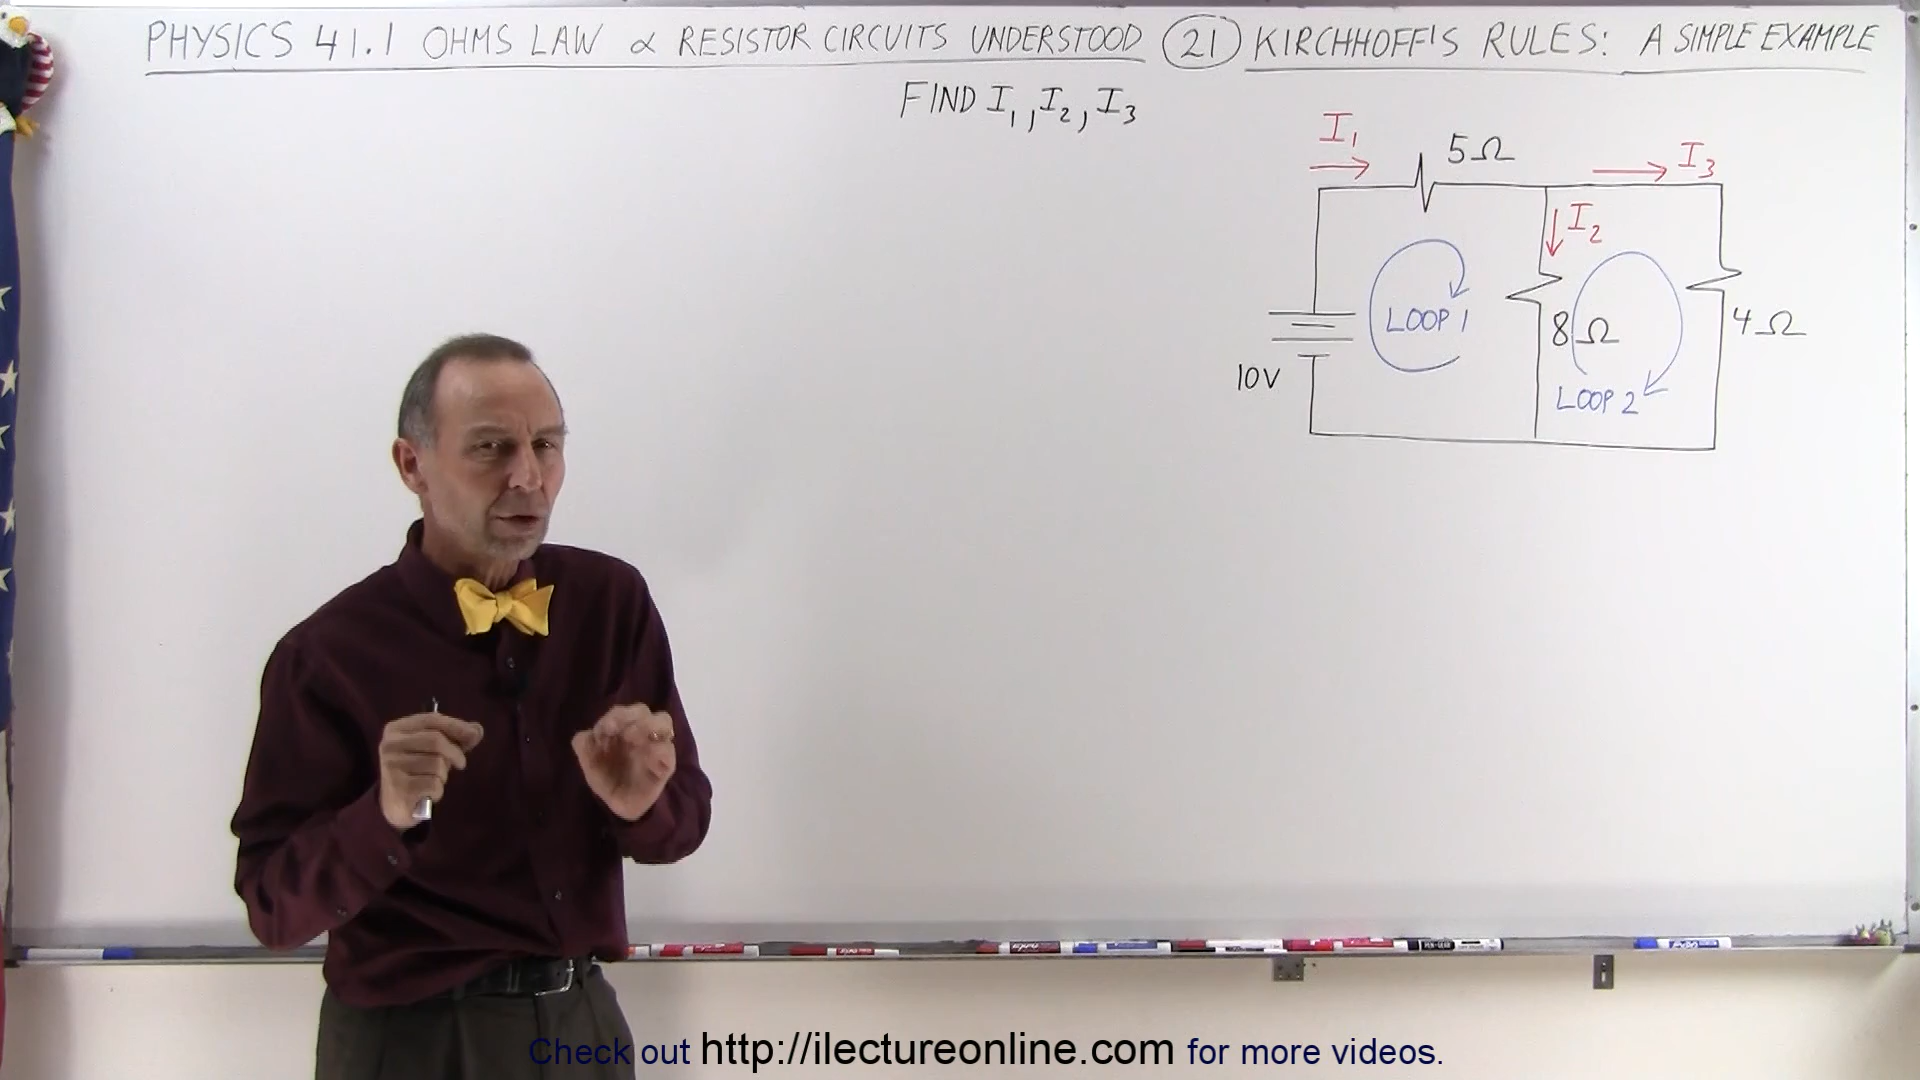 PHYSICS 41.1 OHMS LAW & RESISTOR CIRCUITS UNDERSTOOD 21 KIRCHHOFF'S RULES: A SIMPLE EXAMPLE
FIND I₁, I₂, I₃
I₁
5Ω
I₃
I₂
LOOP 1
8Ω
4Ω
10V
LOOP 2
Check out http://ilectureonline.com for more videos.